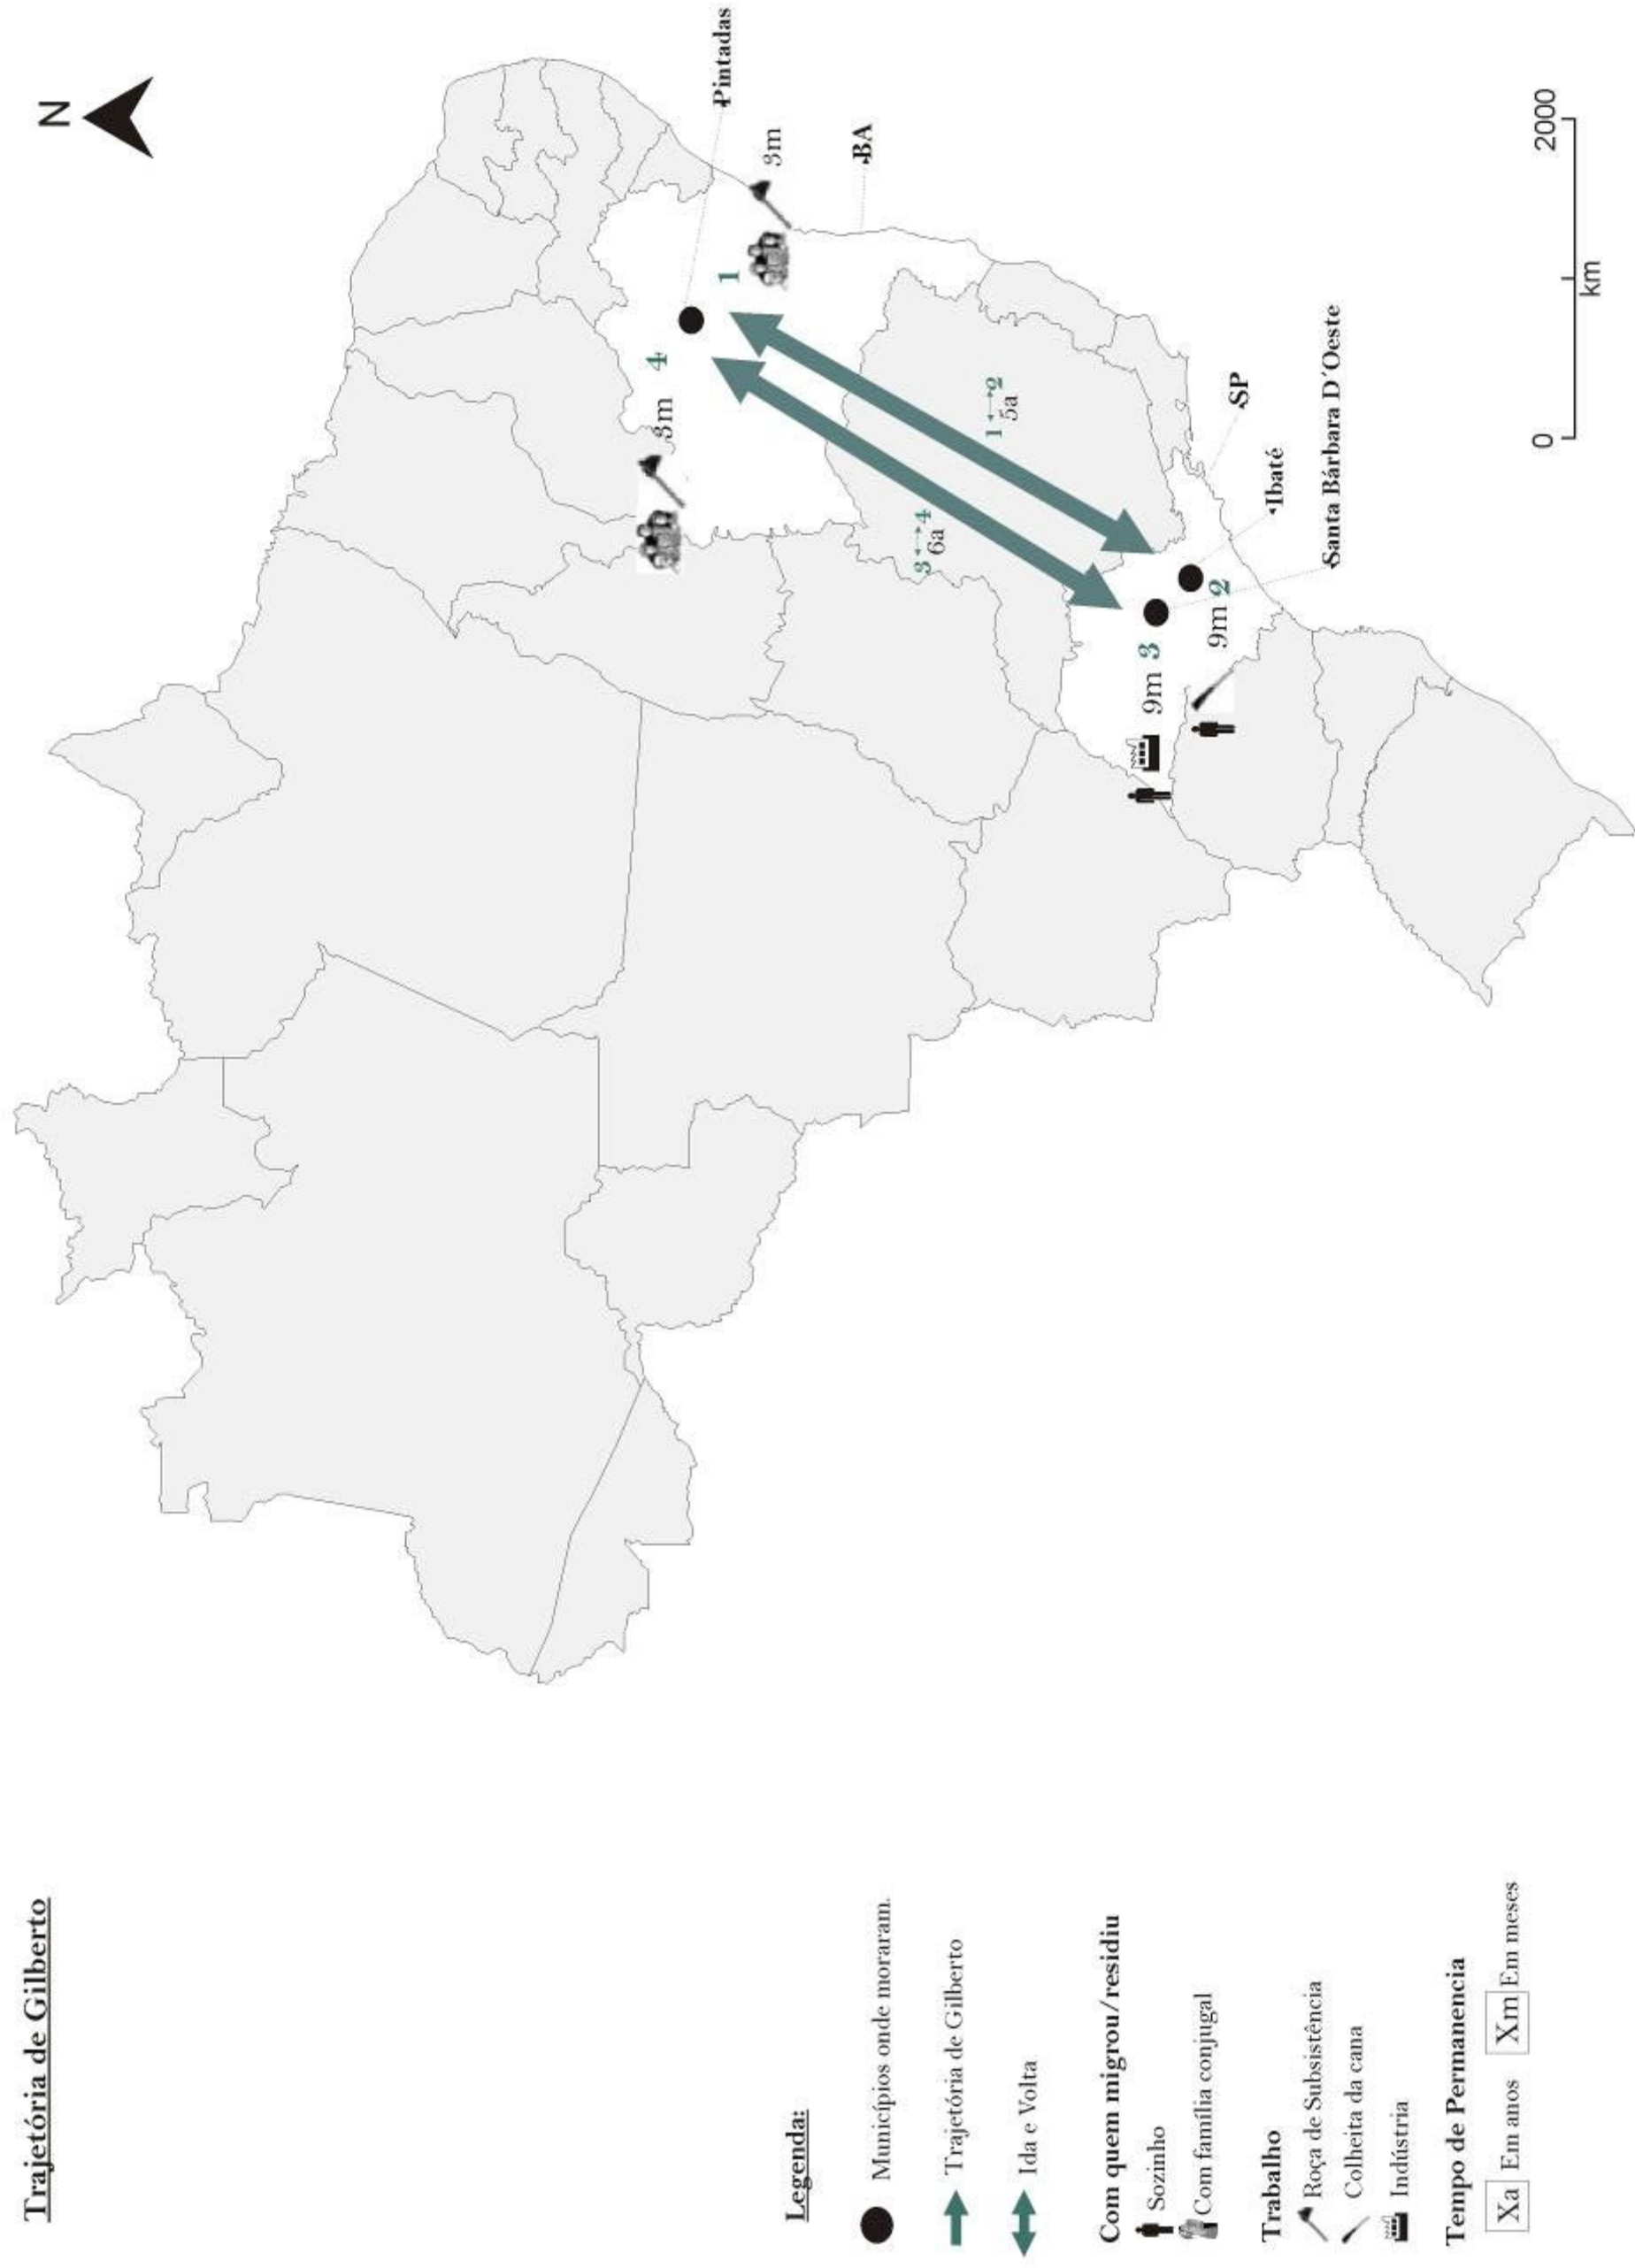 Trajetória de Gilberto
N
Pintadas
4
3m
1
3m
BA
3↔4
6a
1↔2
5a
9m 3
9m 2
SP
Ibaté
Santa Bárbara D´Oeste
0
2000
km
Legenda:
Municípios onde moraram.
Trajetória de Gilberto
Ida e Volta
Com quem migrou/residiu
Sozinho
Com família conjugal
Trabalho
Roça de Subsistência
Colheita da cana
Indústria
Tempo de Permanencia
Xa Em anos Xm Em meses